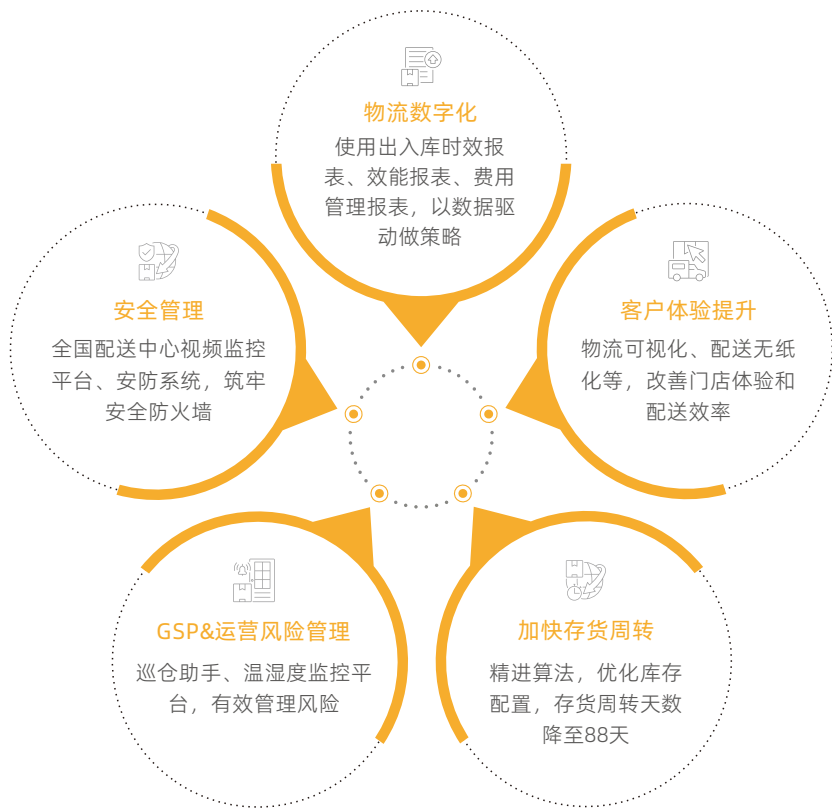 物流数字化
使用出入库时效报
表、效能报表、费用
管理报表，以数据驱
动做策略
安全管理
全国配送中心视频监控
平台、安防系统，筑牢
安全防火墙
客户体验提升
物流可视化、配送无纸
化等，改善门店体验和
配送效率
GSP&运营风险管理
巡仓助手、温湿度监控平
台，有效管理风险
加快存货周转
精进算法，优化库存
配置，存货周转天数
降至88天